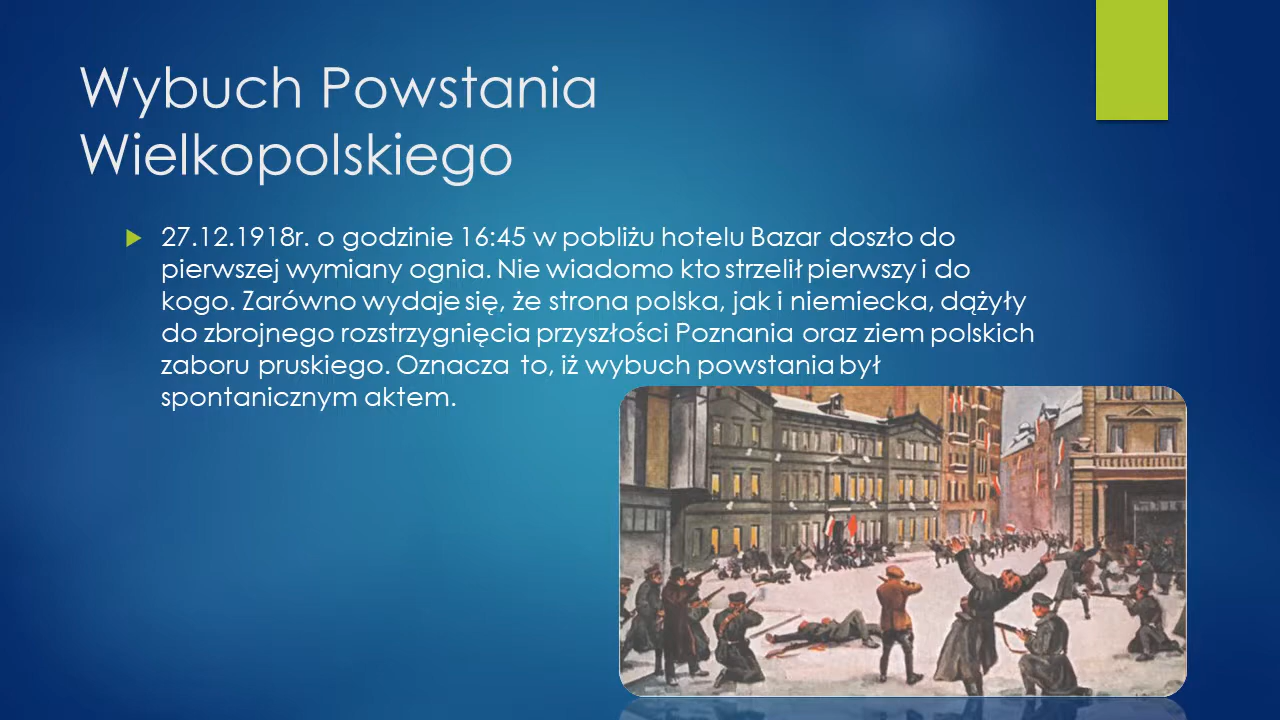 Wybuch Powstania
Wielkopolskiego
27.12.1918r. o godzinie 16:45 w pobliżu hotelu Bazar doszło do
pierwszej wymiany ognia. Nie wiadomo kto strzelił pierwszy i do
kogo. Zarówno wydaje się, że strona polska, jak i niemiecka, dążyły
do zbrojnego rozstrzygnięcia przyszłości Poznania oraz ziem polskich
zaboru pruskiego. Oznacza to, iż wybuch powstania był
spontanicznym aktem.